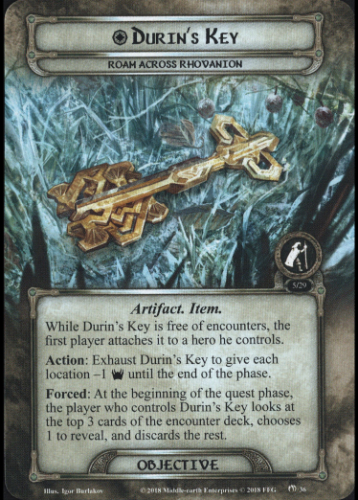 Durin's Key
Roam Across Rhovanion
5/29
Artifact. Item.
While Durin's Key is free of encounters, the
first player attaches it to a hero he controls.
Action: Exhaust Durin's Key to give each
location –1 until the end of the phase.
Forced: At the beginning of the quest phase,
the player who controls Durin's Key looks at
the top 3 cards of the encounter deck, chooses
1 to reveal, and discards the rest.
Objective
Illus. Igor Burlakov
©2018 Middle-earth Enterprises ©2018 FFG
36